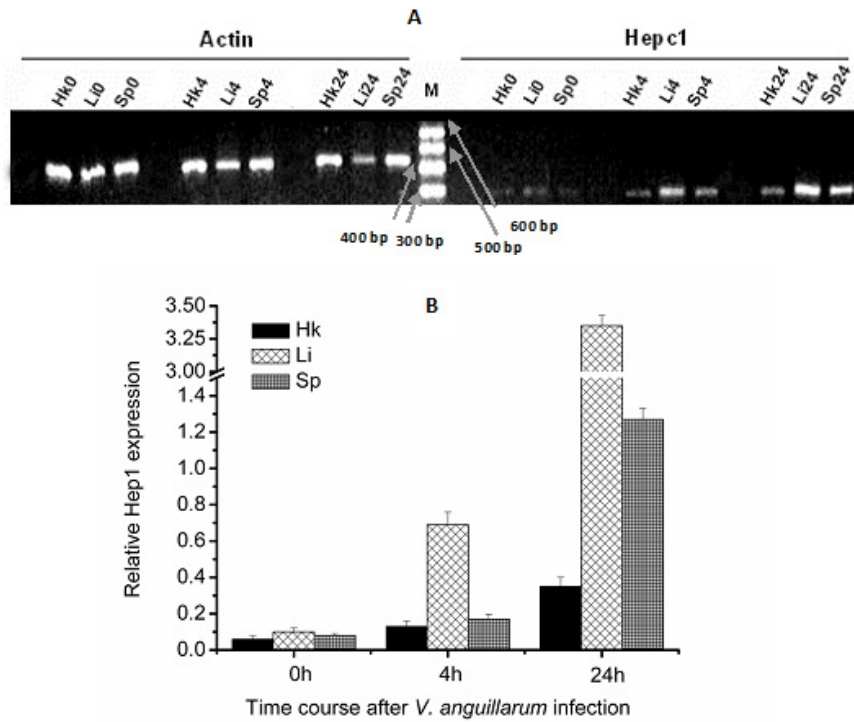 A
Actin
Hepc1
Hk0 Li0 Sp0 Hk4 Li4 Sp4 Hk24 Li24 Sp24 M Hk0 Li0 Sp0 Hk4 Li4 Sp4 Hk24 Li24 Sp24
400 bp 300 bp 500 bp 600 bp
B
Hk
Li
Sp
3.50
3.25
3.00
1.4
1.2
1.0
0.8
0.6
0.4
0.2
0.0
Relative Hep1 expression
0h 4h 24h
Time course after V. anguillarum infection